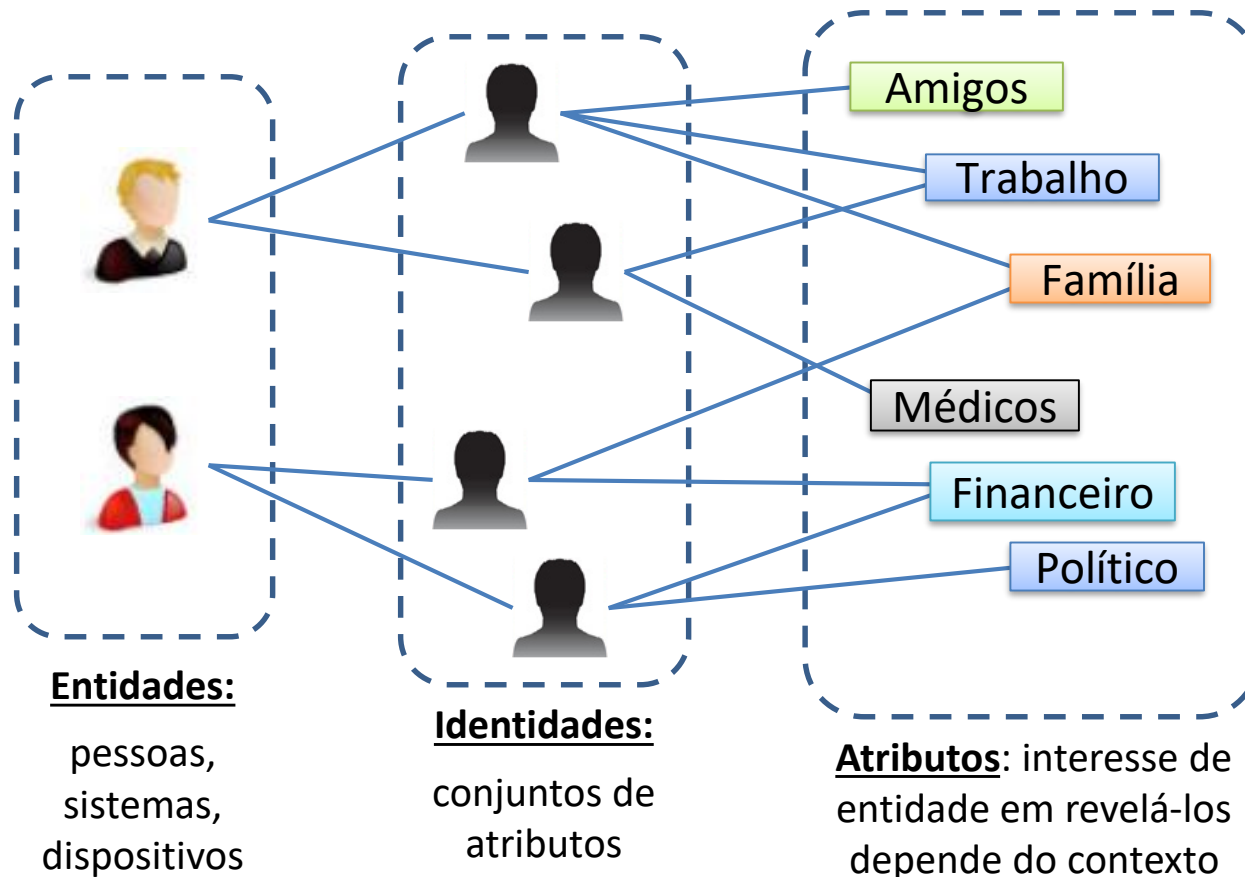 Amigos
Trabalho
Família
Médicos
Financeiro
Político
Entidades:
pessoas,
sistemas,
dispositivos
Identidades:
conjuntos de
atributos
Atributos: interesse de
entidade em revelá-los
depende do contexto